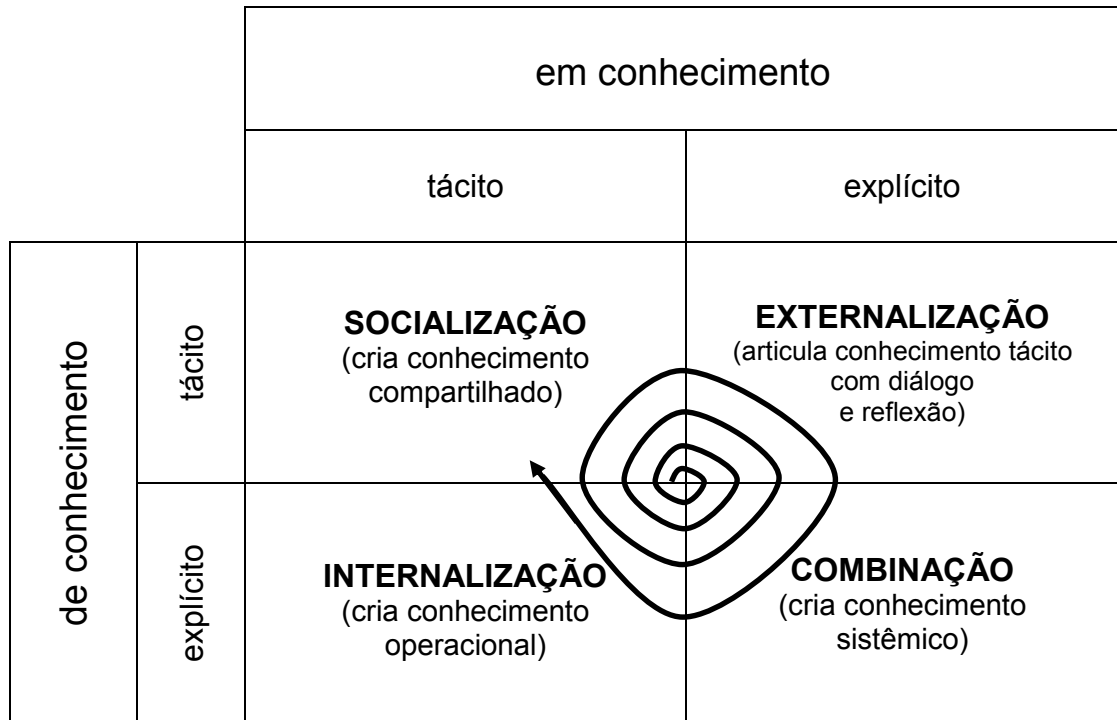 em conhecimento
tácito
explícito
de conhecimento
tácito
SOCIALIZAÇÃO
(cria conhecimento
compartilhado)
EXTERNALIZAÇÃO
(articula conhecimento tácito
com diálogo
e reflexão)
explícito
INTERNALIZAÇÃO
(cria conhecimento
operacional)
COMBINAÇÃO
(cria conhecimento
sistêmico)